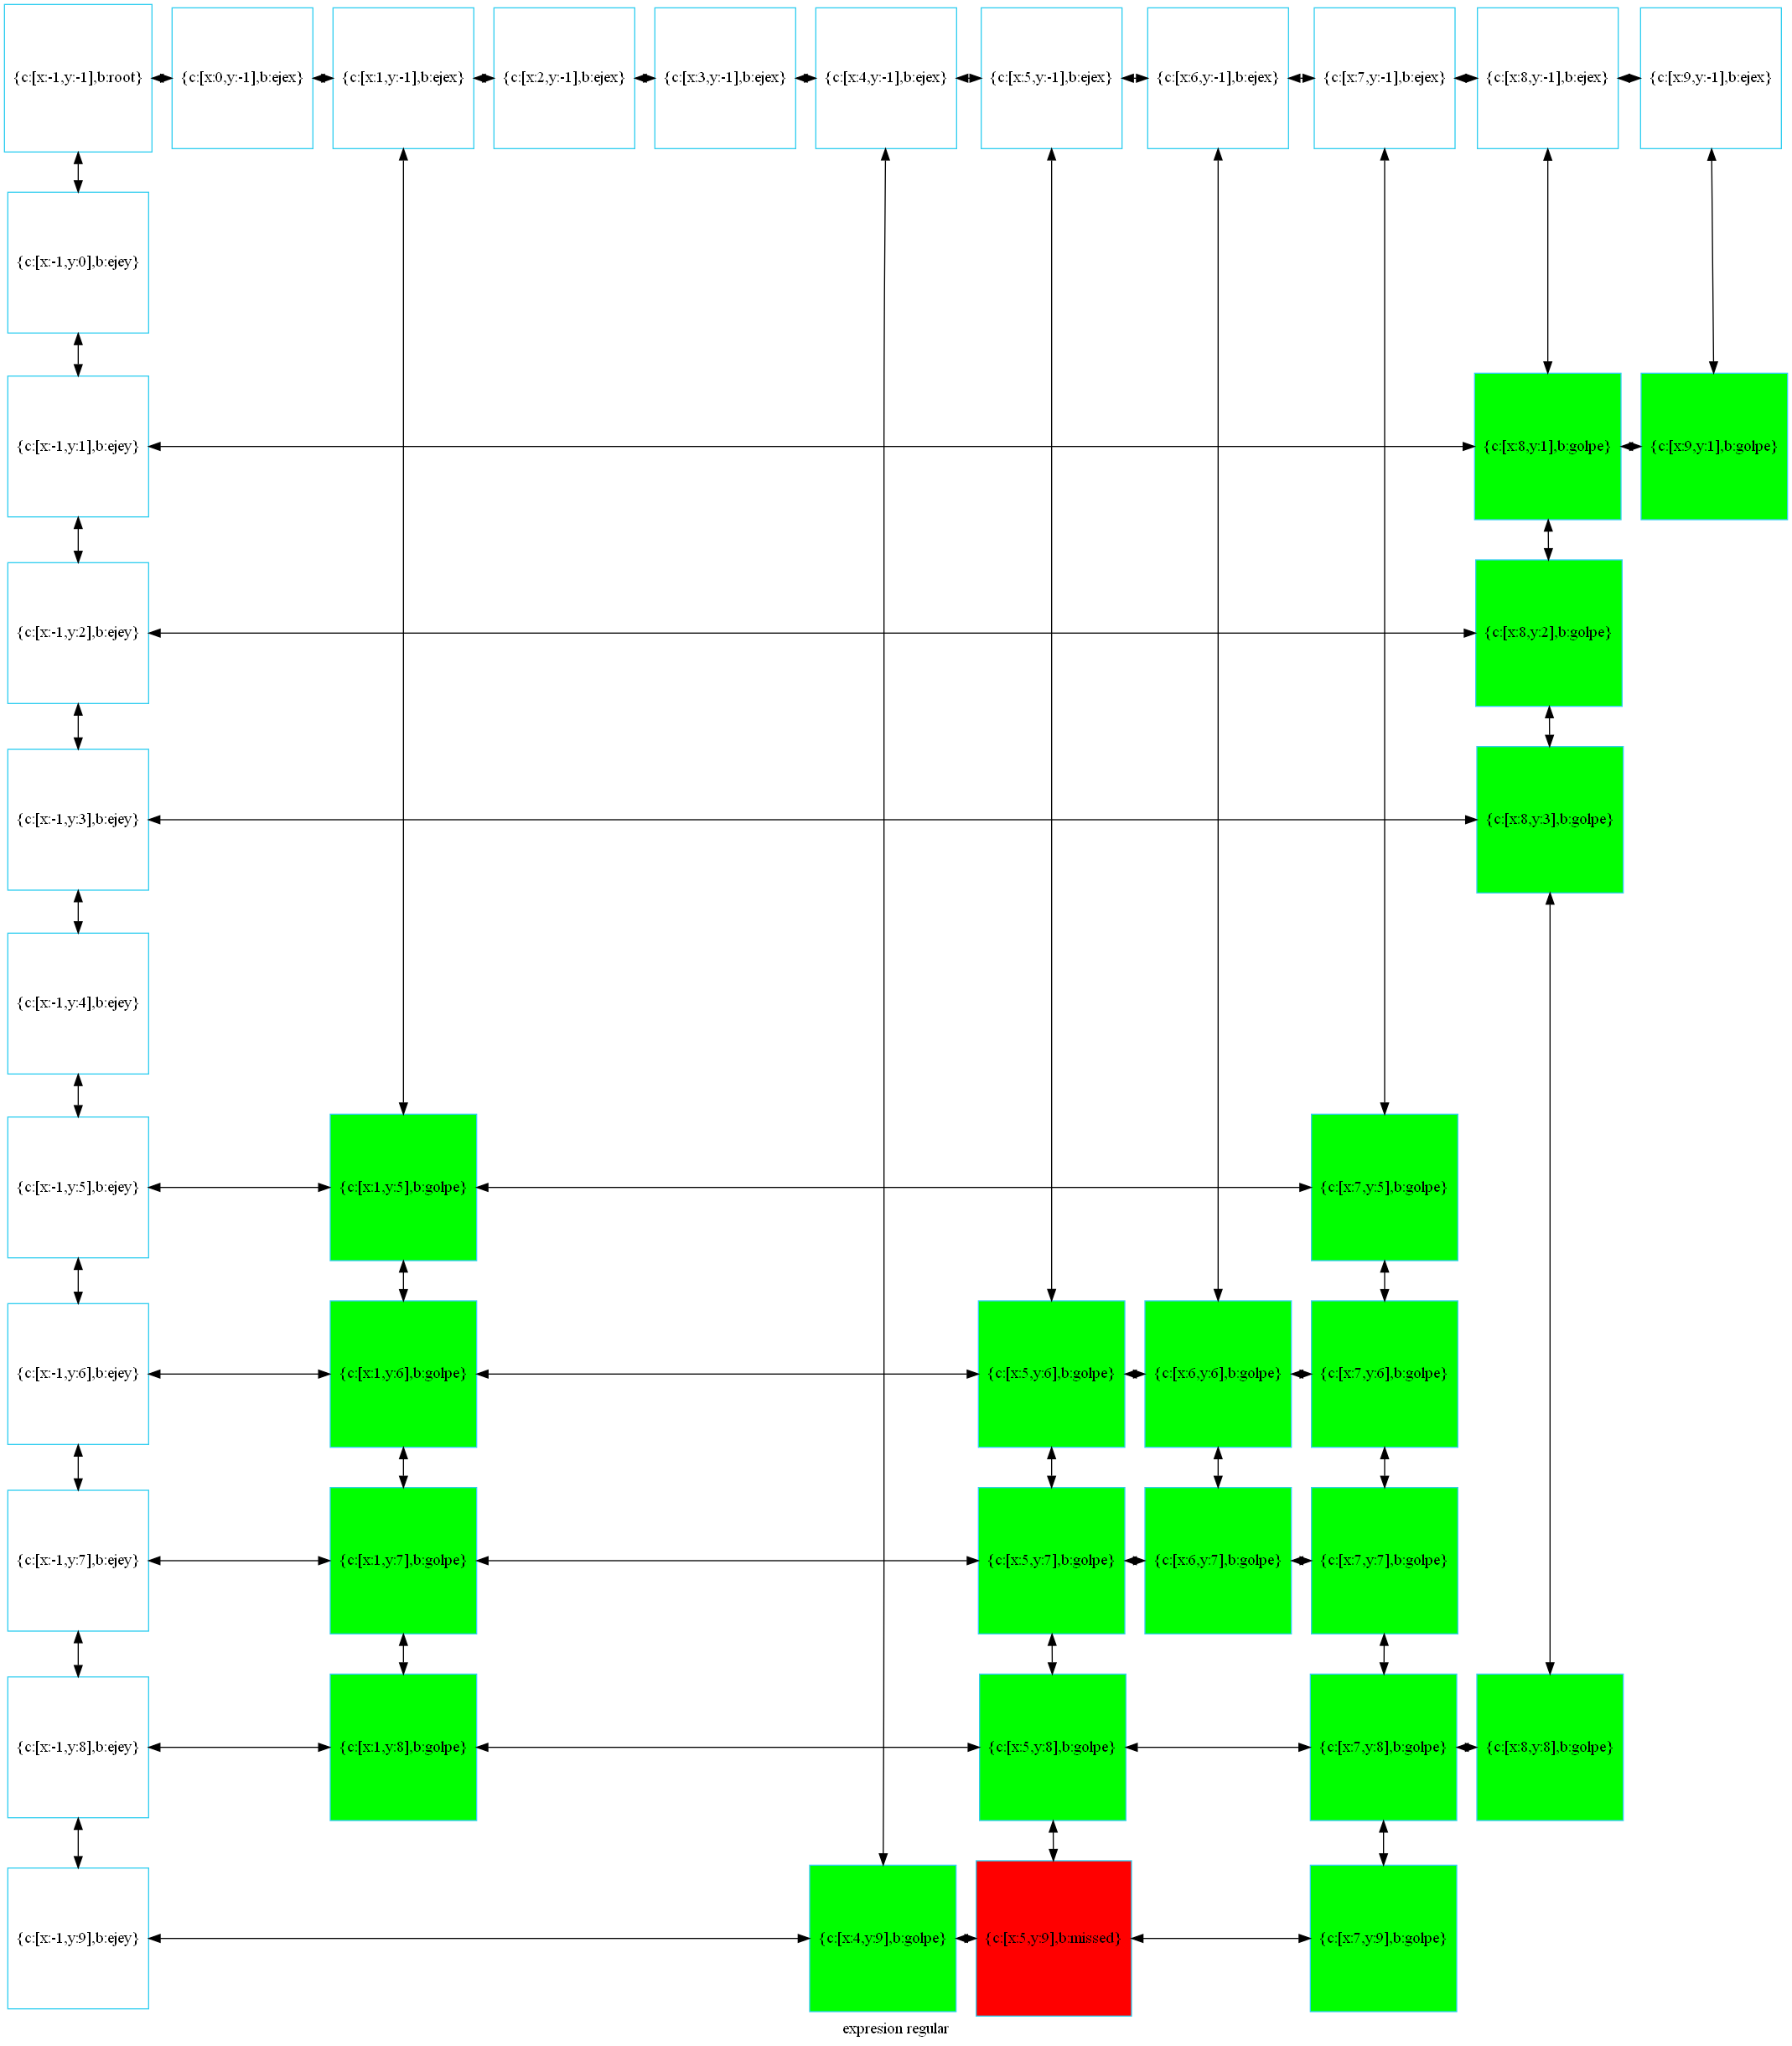 {c:[x:-1,y:-1],b:root} {c:[x:0,y:-1],b:ejex} {c:[x:1,y:-1],b:ejex} {c:[x:2,y:-1],b:ejex} {c:[x:3,y:-1],b:ejex} {c:[x:4,y:-1],b:ejex} {c:[x:5,y:-1],b:ejex} {c:[x:6,y:-1],b:ejex} {c:[x:7,y:-1],b:ejex} {c:[x:8,y:-1],b:ejex} {c:[x:9,y:-1],b:ejex}
{c:[x:-1,y:0],b:ejey}
{c:[x:-1,y:1],b:ejey} {c:[x:8,y:1],b:golpe} {c:[x:9,y:1],b:golpe}
{c:[x:-1,y:2],b:ejey} {c:[x:8,y:2],b:golpe}
{c:[x:-1,y:3],b:ejey} {c:[x:8,y:3],b:golpe}
{c:[x:-1,y:4],b:ejey}
{c:[x:-1,y:5],b:ejey} {c:[x:1,y:5],b:golpe} {c:[x:7,y:5],b:golpe}
{c:[x:-1,y:6],b:ejey} {c:[x:1,y:6],b:golpe} {c:[x:5,y:6],b:golpe} {c:[x:6,y:6],b:golpe} {c:[x:7,y:6],b:golpe}
{c:[x:-1,y:7],b:ejey} {c:[x:1,y:7],b:golpe} {c:[x:5,y:7],b:golpe} {c:[x:6,y:7],b:golpe} {c:[x:7,y:7],b:golpe}
{c:[x:-1,y:8],b:ejey} {c:[x:1,y:8],b:golpe} {c:[x:5,y:8],b:golpe} {c:[x:7,y:8],b:golpe} {c:[x:8,y:8],b:golpe}
{c:[x:-1,y:9],b:ejey} {c:[x:4,y:9],b:golpe} {c:[x:5,y:9],b:missed} {c:[x:7,y:9],b:golpe}
expresion regular